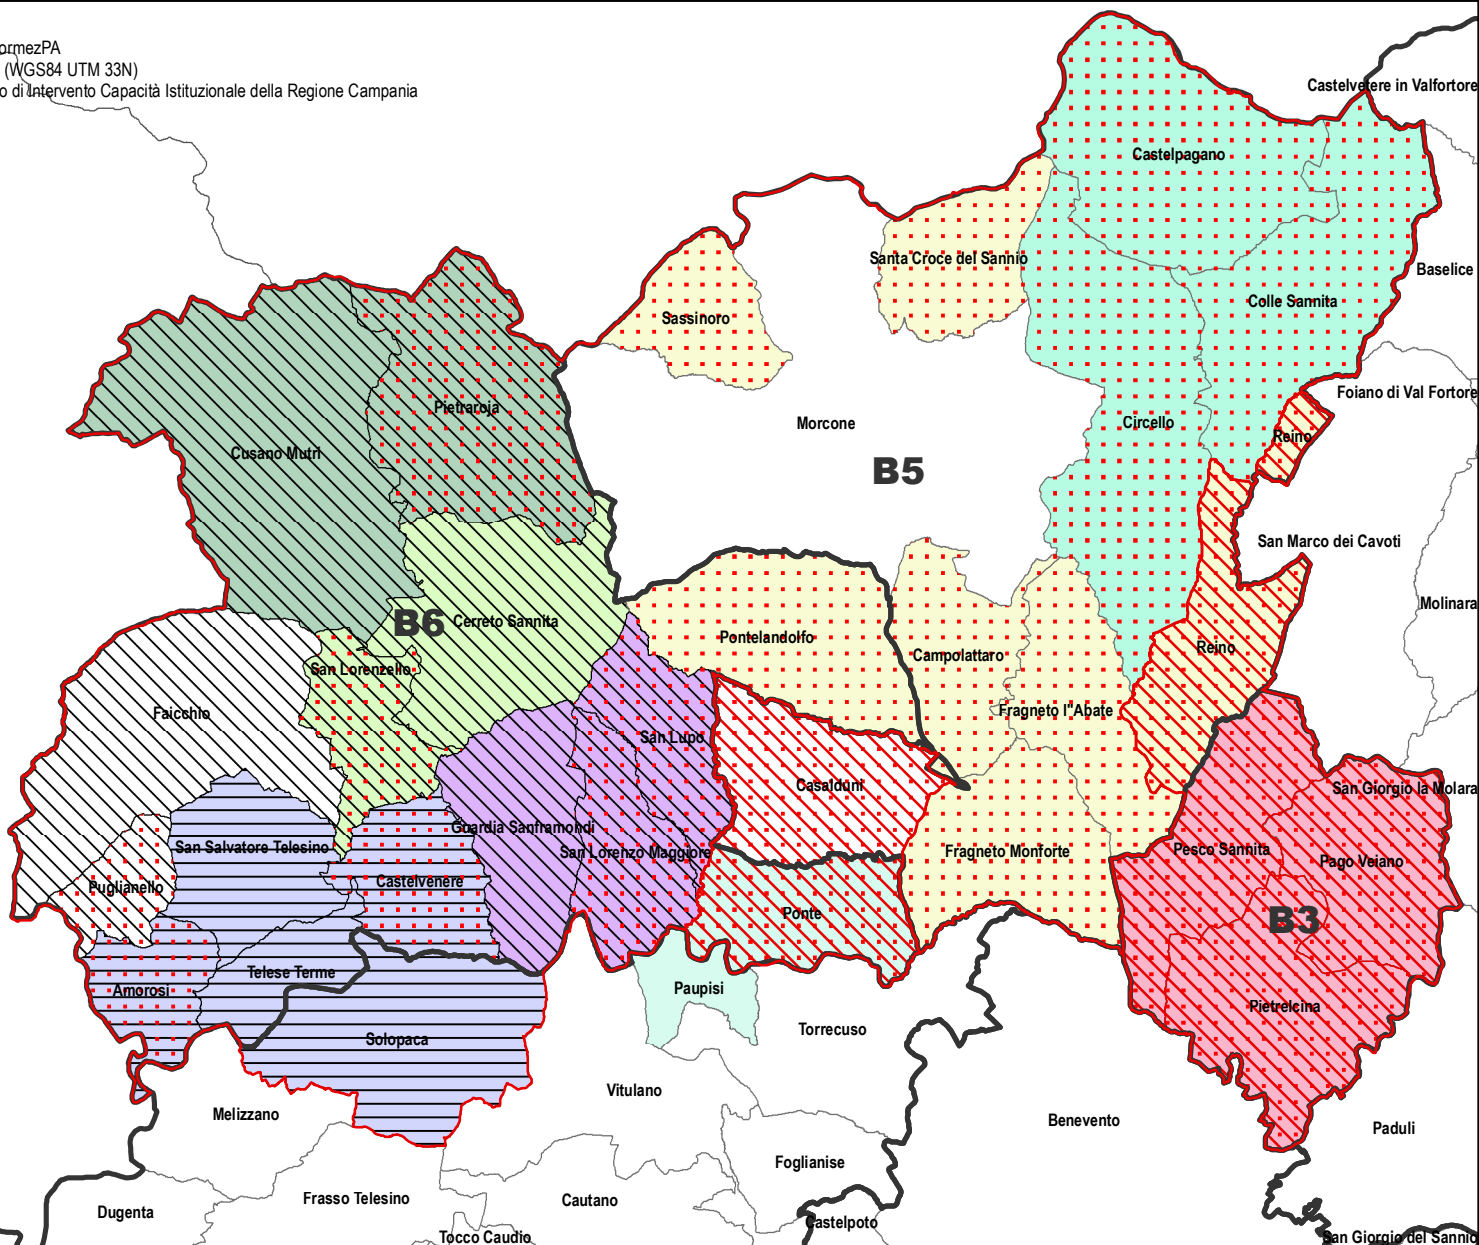 ormezPA
(WGS84 UTM 33N)
o di Intervento Capacità Istituzionale della Regione Campania
Castelvetere in Valfortore
Castelpagano
Santa Croce del Sannio
Baselice
Colle Sannita
Sassinoro
Foiano di Val Fortore
Pietraroja
Morcone
Circello
Reino
Cusano Mutri
B5
San Marco dei Cavoti
Molinara
B6
Cerreto Sannita
Pontelandolfo
Campolattaro
Reino
San Lorenzello
Faicchio
Fragneto l"Abate
San Lupo
Casalduni
San Giorgio la Molara
Guardia Sanframondi
San Salvatore Telesino
San Lorenzo Maggiore
Fragneto Monforte
Pesco Sannita
Pago Veiano
Castelvenere
Puglianello
Ponte
B3
Telese Terme
Amorosi
Paupisi
Pietrelcina
Torrecuso
Solopaca
Vitulano
Melizzano
Benevento
Paduli
Foglianise
Frasso Telesino
Cautano
Dugenta
Castelpoto
Tocco Caudio
San Giorgio del Sannio